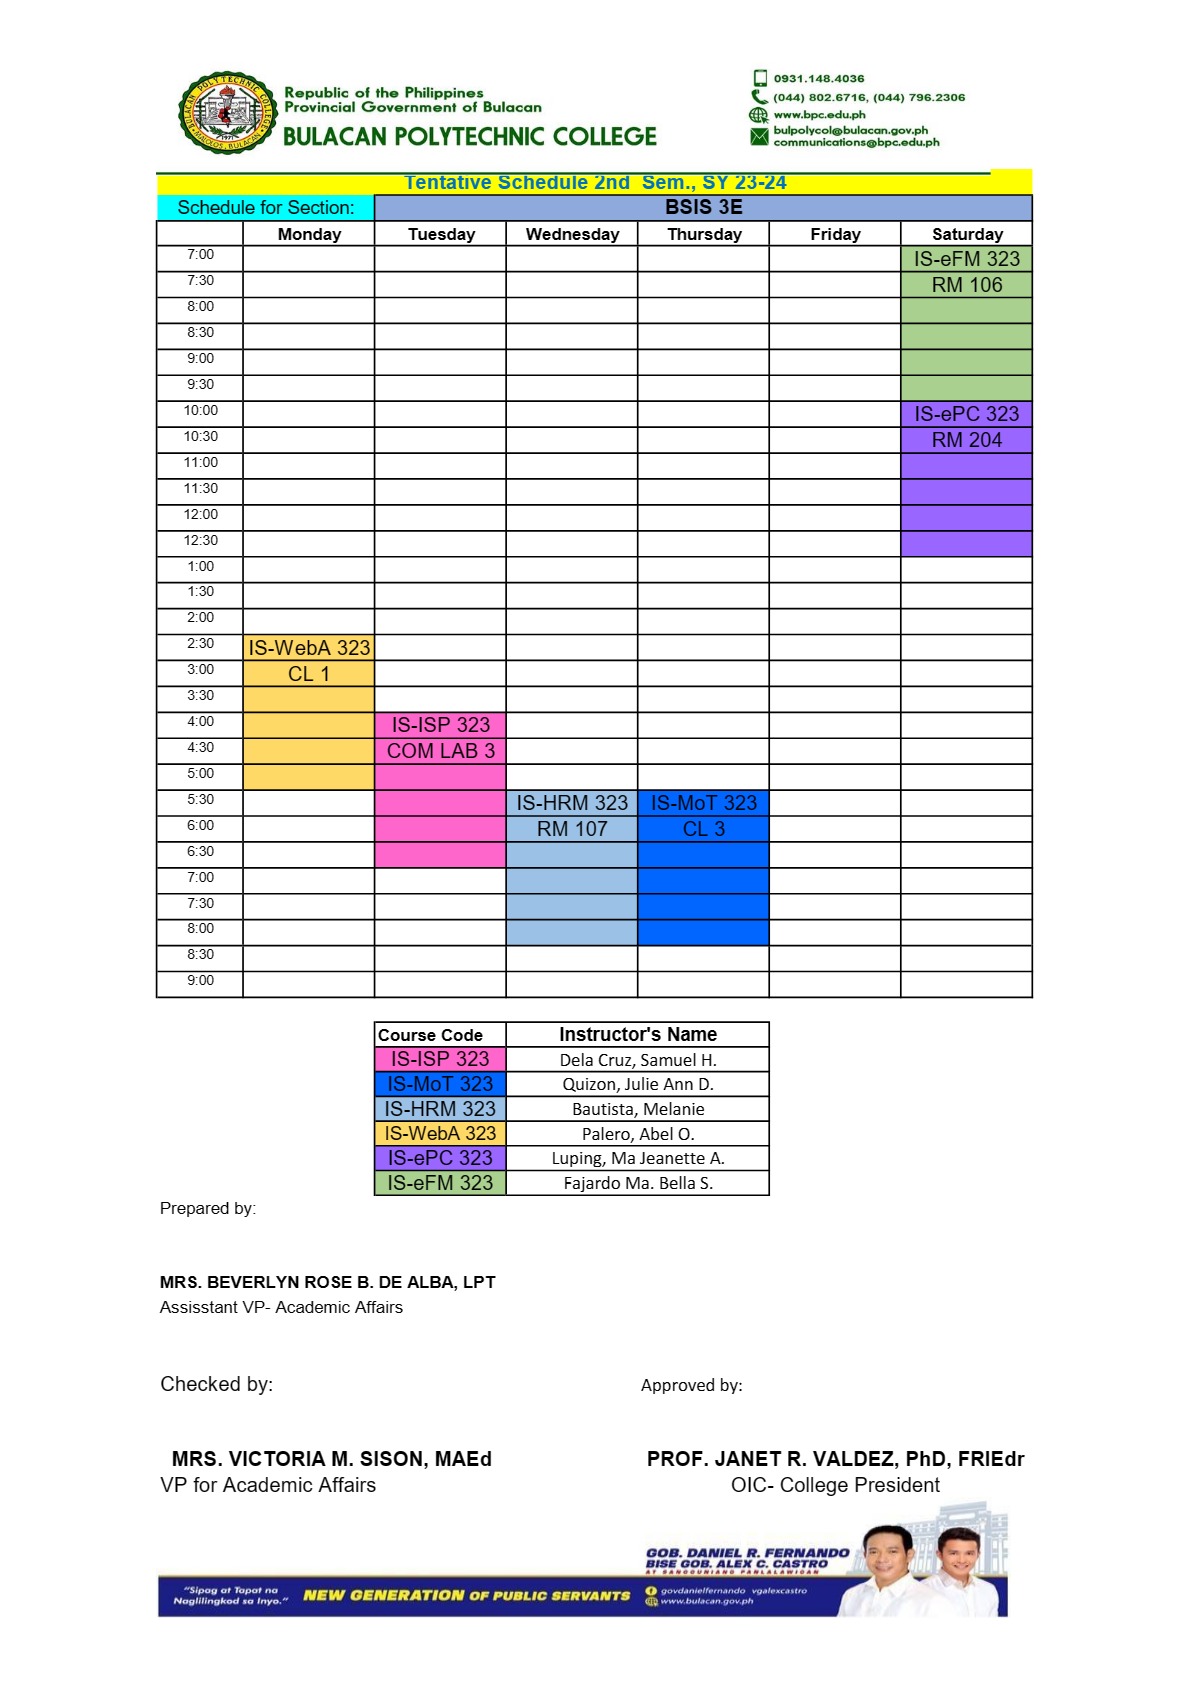 Republic of the Philippines
Provincial Government of Bulacan
BULACAN POLYTECHNIC COLLEGE
0931.148.4036
(044) 802.6716, (044) 796.2306
www.bpc.edu.ph
bulpolycol@bulacan.gov.ph
communications@bpc.edu.ph
Tentative Schedule 2nd Sem., SY 23-24
Schedule for Section: BSIS 3E
Monday Tuesday Wednesday Thursday Friday Saturday
7:00 IS-eFM 323
7:30 RM 106
8:00
8:30
9:00
9:30
10:00 IS-ePC 323
10:30 RM 204
11:00
11:30
12:00
12:30
1:00
1:30
2:00
2:30 IS-WebA 323
3:00 CL 1
3:30
4:00 IS-ISP 323
4:30 COM LAB 3
5:00
5:30 IS-HRM 323 IS-MoT 323
6:00 RM 107 CL 3
6:30
7:00
7:30
8:00
8:30
9:00
Course Code Instructor's Name
IS-ISP 323 Dela Cruz, Samuel H.
IS-MoT 323 Quizon, Julie Ann D.
IS-HRM 323 Bautista, Melanie
IS-WebA 323 Palero, Abel O.
IS-ePC 323 Luping, Ma Jeanette A.
IS-eFM 323 Fajardo Ma. Bella S.
Prepared by:
MRS. BEVERLYN ROSE B. DE ALBA, LPT
Assisstant VP- Academic Affairs
Checked by: Approved by:
MRS. VICTORIA M. SISON, MAEd PROF. JANET R. VALDEZ, PhD, FRIEdr
VP for Academic Affairs OIC- College President
GOB. DANIEL R. FERNANDO
BISE GOB. ALEX C. CASTRO
AT SANGGUNIANG PANLALAWIGAN
"Sipag at Tapat na
Naglilingkod sa Inyo."
NEW GENERATION OF PUBLIC SERVANTS
govdanielfernando vgalexcastro
www.bulacan.gov.ph